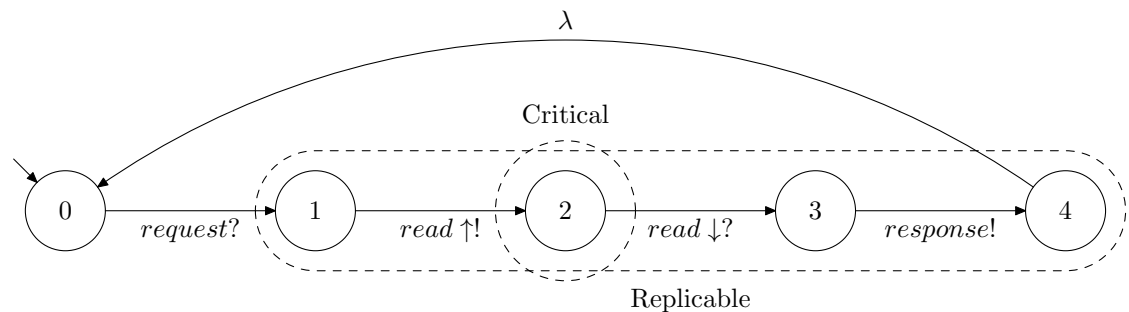 λ
Critical
0
1
2
3
4
request?
read ↑!
read ↓?
response!
Replicable